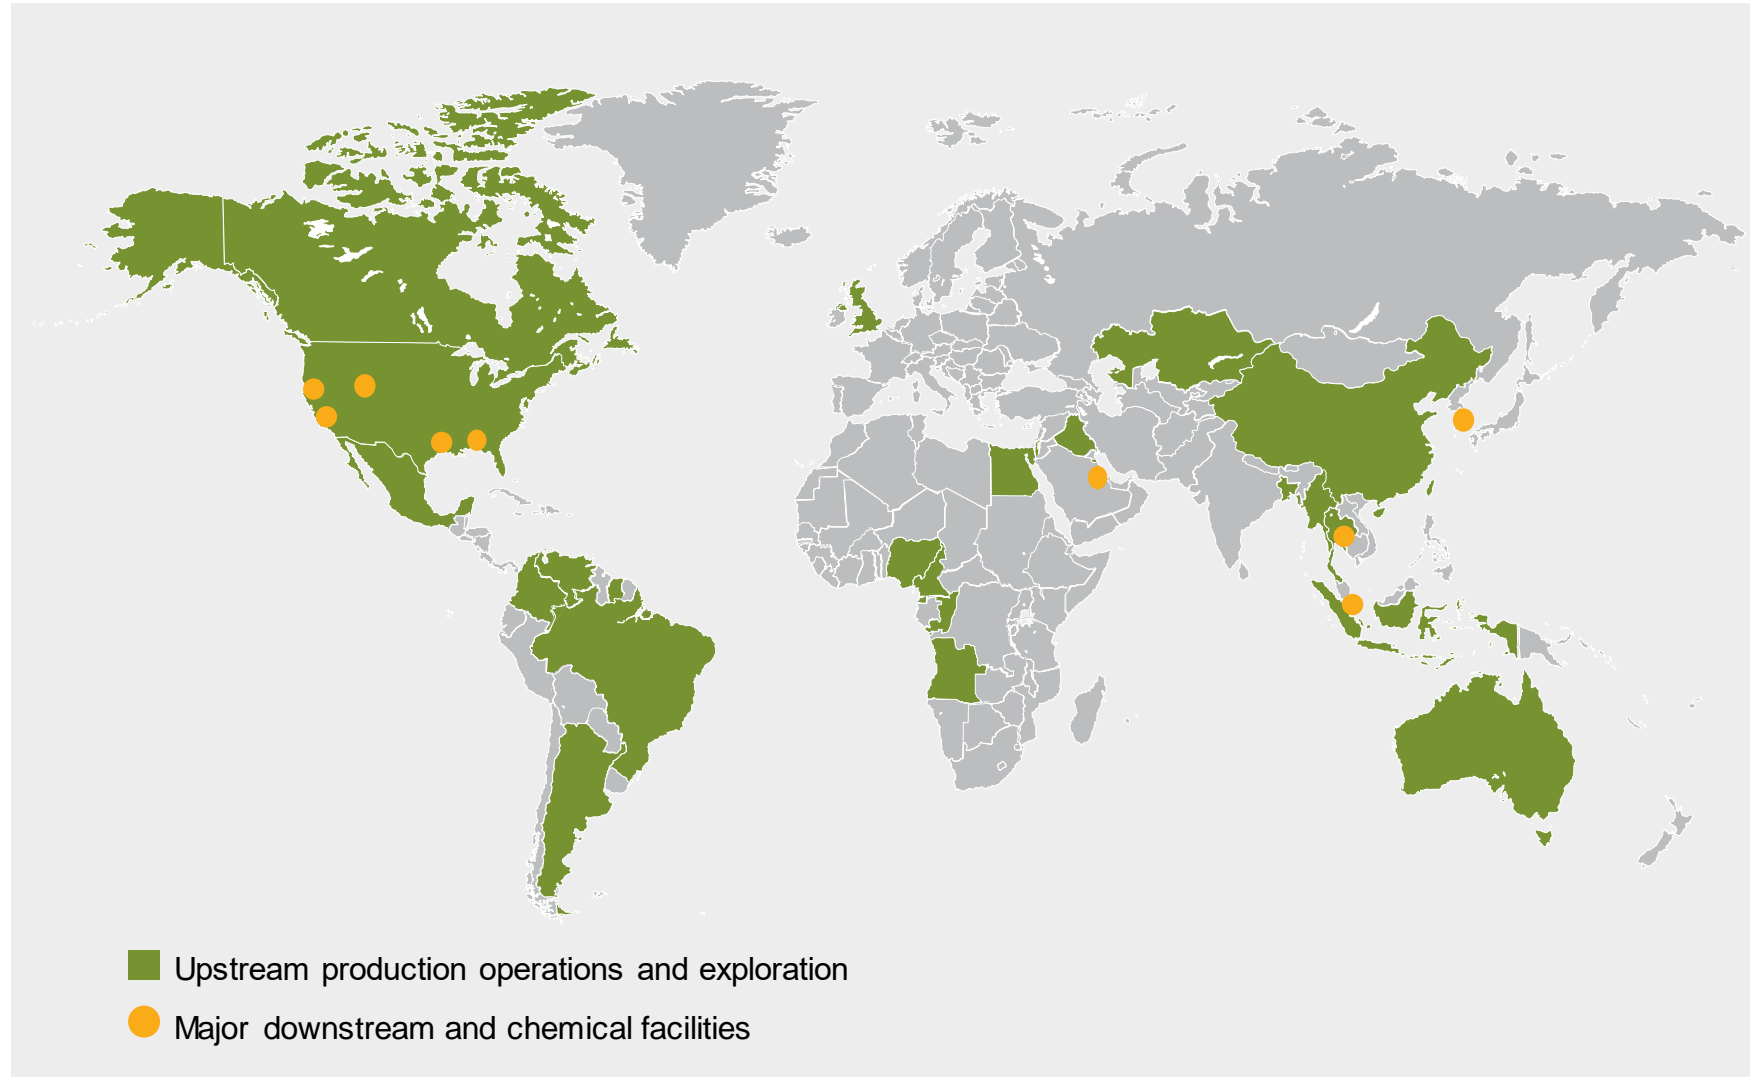 Upstream production operations and exploration
Major downstream and chemical facilities